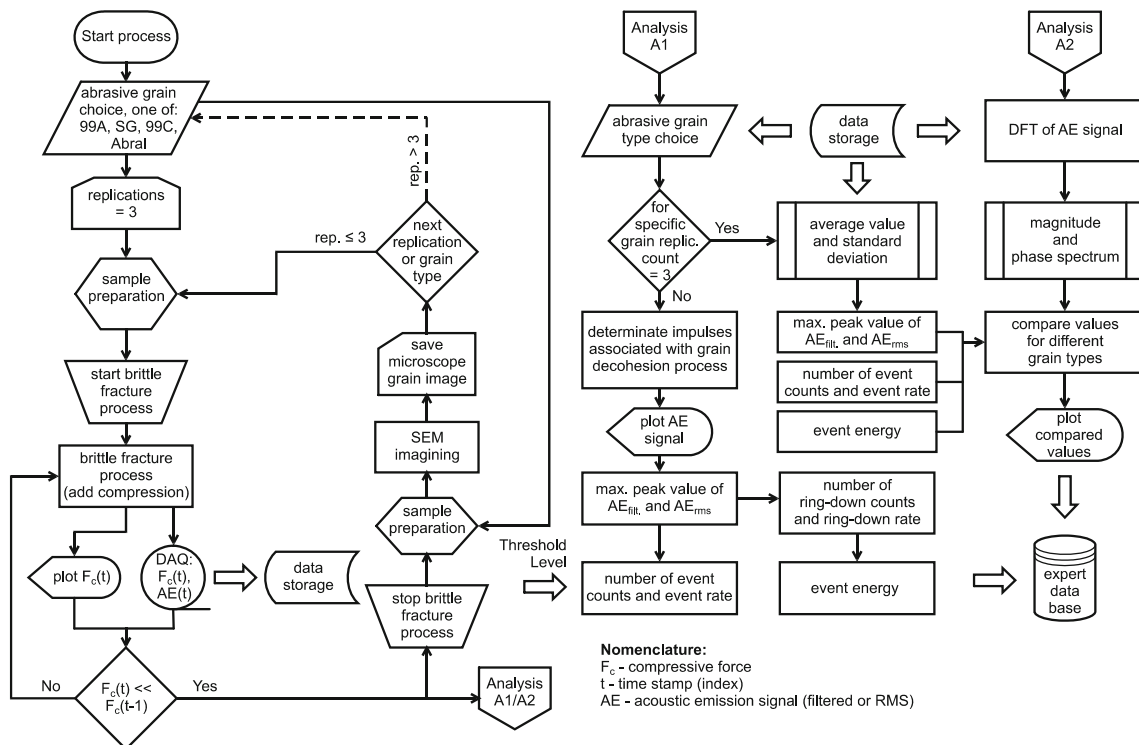 Start process
abrasive grain
choice, one of:
99A, SG, 99C,
Abral
replications
= 3
sample
preparation
start brittle
fracture
process
brittle fracture
process
(add compression)
plot Fc(t)
DAQ:
Fc(t),
AE(t)
data
storage
No
Fc(t) <<
Fc(t-1)
Yes
Analysis
A1/A2
stop brittle
fracture
process
sample
preparation
SEM
imagining
save
microscope
grain image
next
replication
or grain
type
rep. ≤ 3
rep. > 3
Analysis
A1
abrasive grain
type choice
for
specific
grain replic.
count
= 3
Yes
No
determinate impulses
associated with grain
decohesion process
plot AE
signal
max. peak value of
AEfilt. and AErms
Threshold
Level
number of event
counts and event rate
data
storage
average value
and standard
deviation
max. peak value of
AEfilt. and AErms
number of event
counts and event rate
event energy
number of
ring-down counts
and ring-down rate
event energy
Analysis
A2
DFT of AE signal
magnitude
and
phase spectrum
compare values
for different
grain types
plot
compared
values
expert
data
base
Nomenclature:
Fc - compressive force
t - time stamp (index)
AE - acoustic emission signal (filtered or RMS)